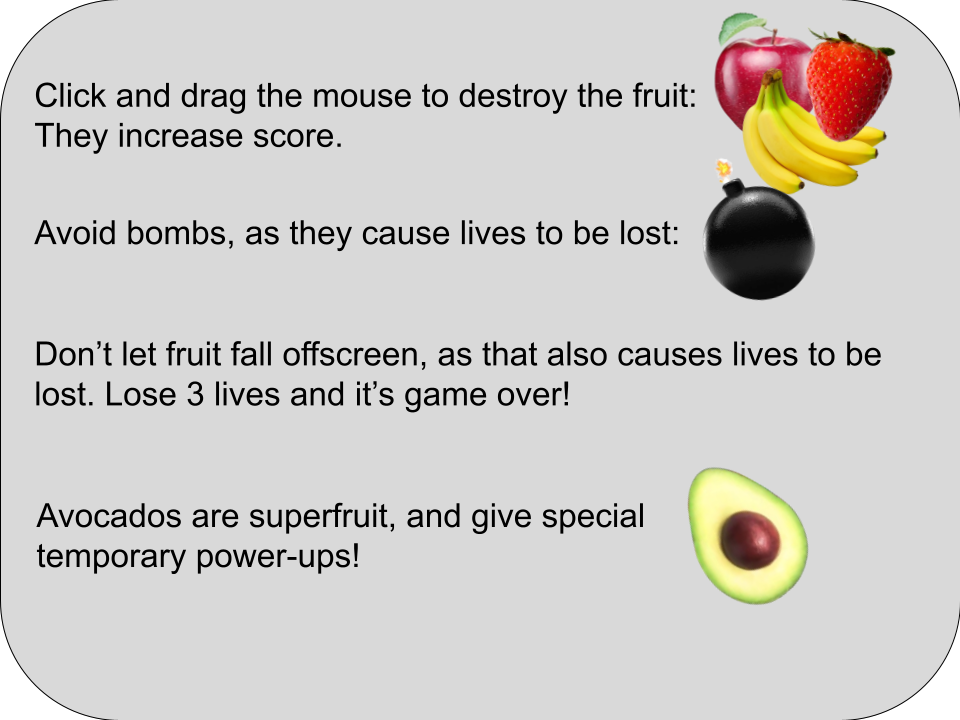 Click and drag the mouse to destroy the fruit:
They increase score.
Avoid bombs, as they cause lives to be lost:
Don’t let fruit fall offscreen, as that also causes lives to be
lost. Lose 3 lives and it’s game over!
Avocados are superfruit, and give special
temporary power-ups!